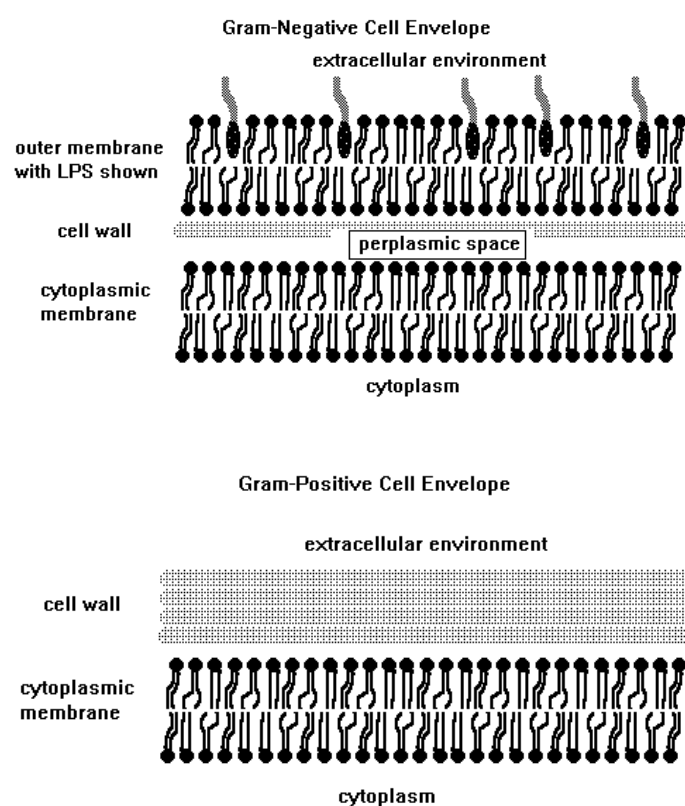 Gram-Negative Cell Envelope
extracellular environment
outer membrane
with LPS shown
cell wall
perplasmic space
cytoplasmic
membrane
cytoplasm
Gram-Positive Cell Envelope
extracellular environment
cell wall
cytoplasmic
membrane
cytoplasm